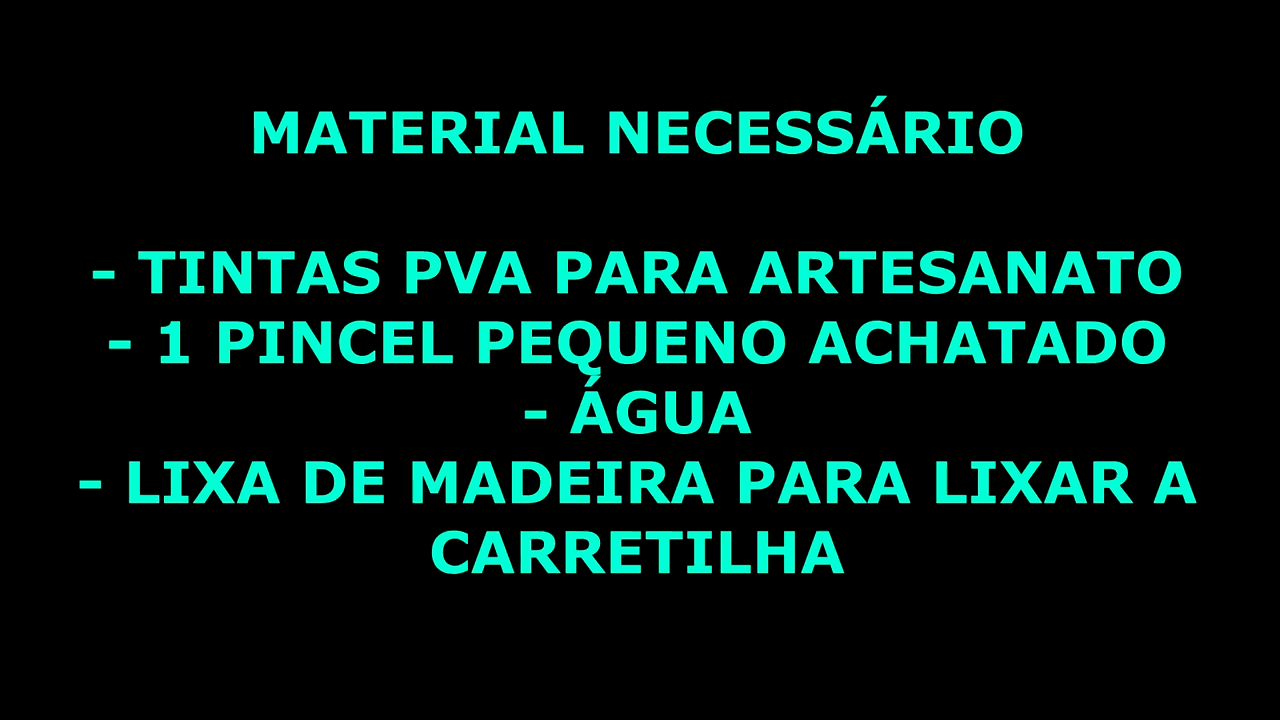 MATERIAL NECESSÁRIO
- TINTAS PVA PARA ARTESANATO
- 1 PINCEL PEQUENO ACHATADO
- ÁGUA
- LIXA DE MADEIRA PARA LIXAR A
CARRETILHA